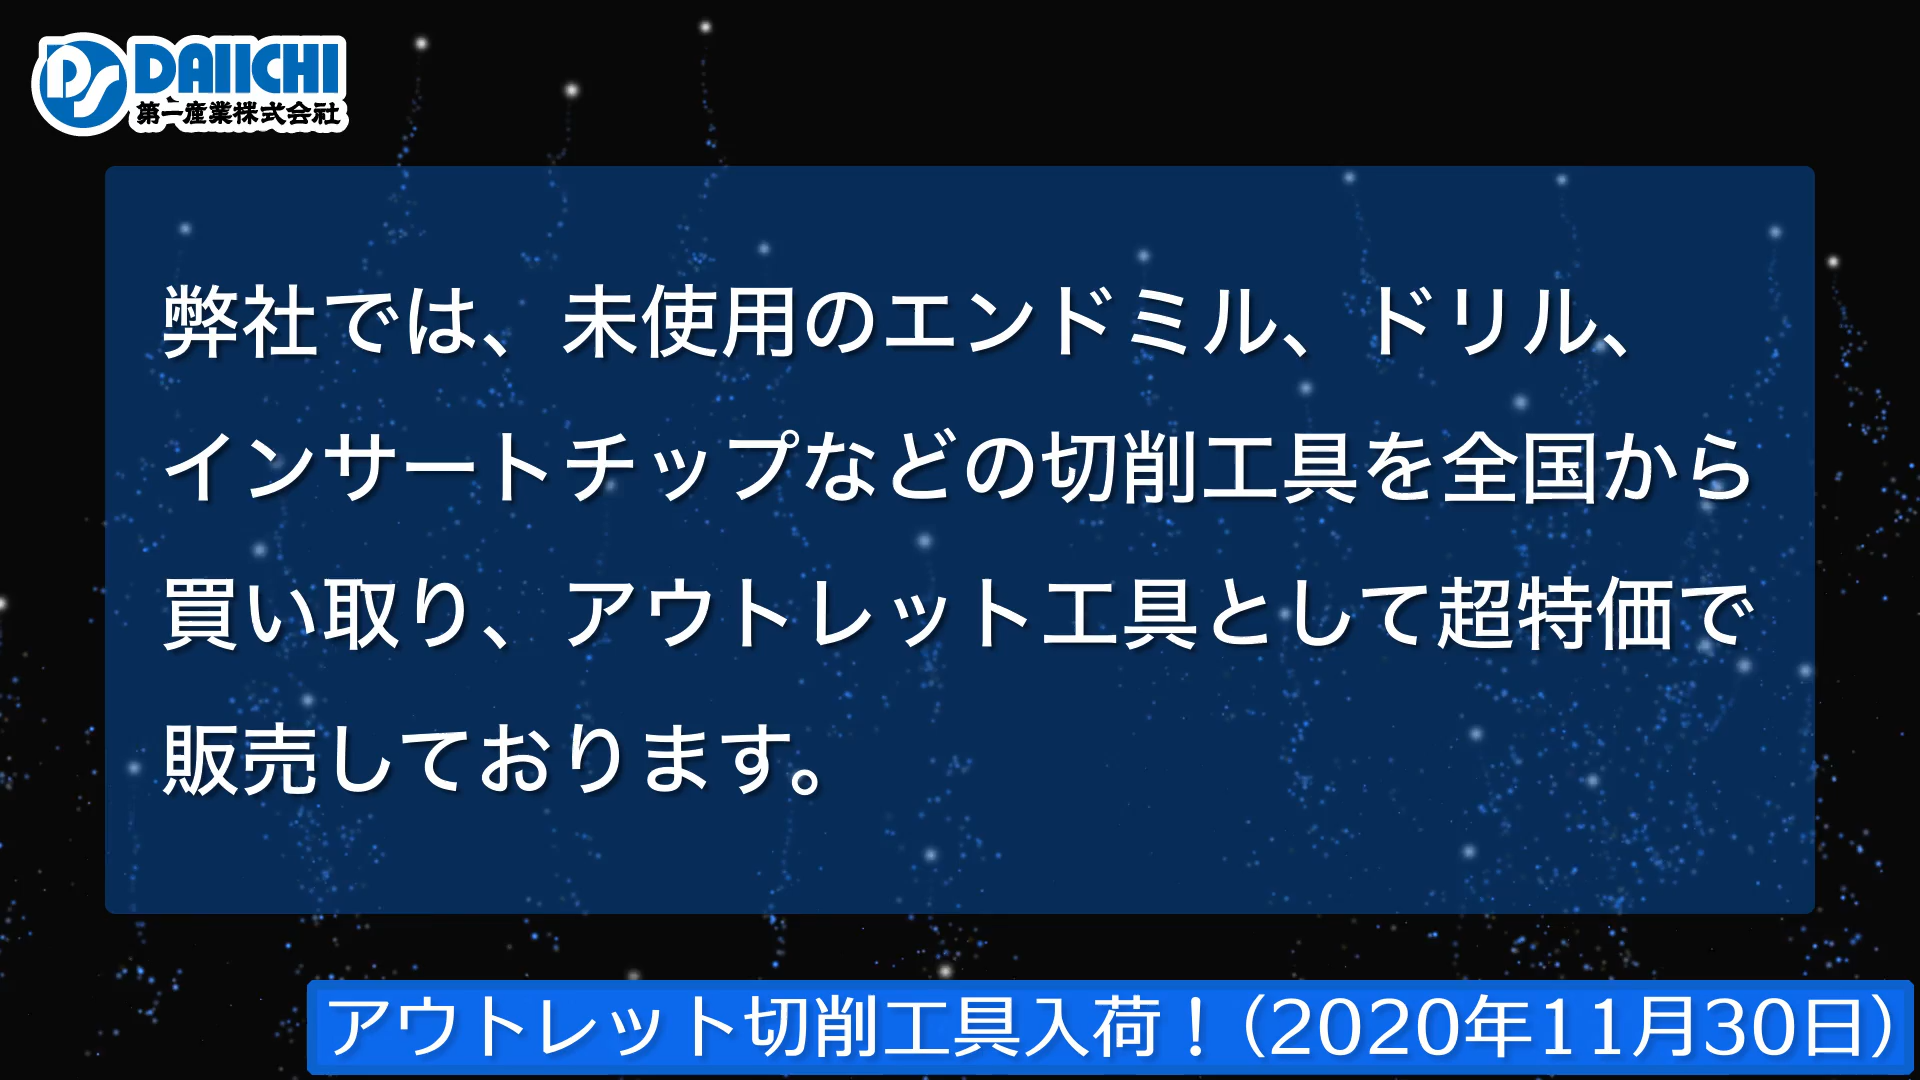 DAIICHI
第一産業株式会社
弊社では、未使用のエンドミル、ドリル、
インサートチップなどの切削工具を全国から
買い取り、アウトレット工具として超特価で
販売しております。
アウトレット切削工具入荷！（2020年11月30日）